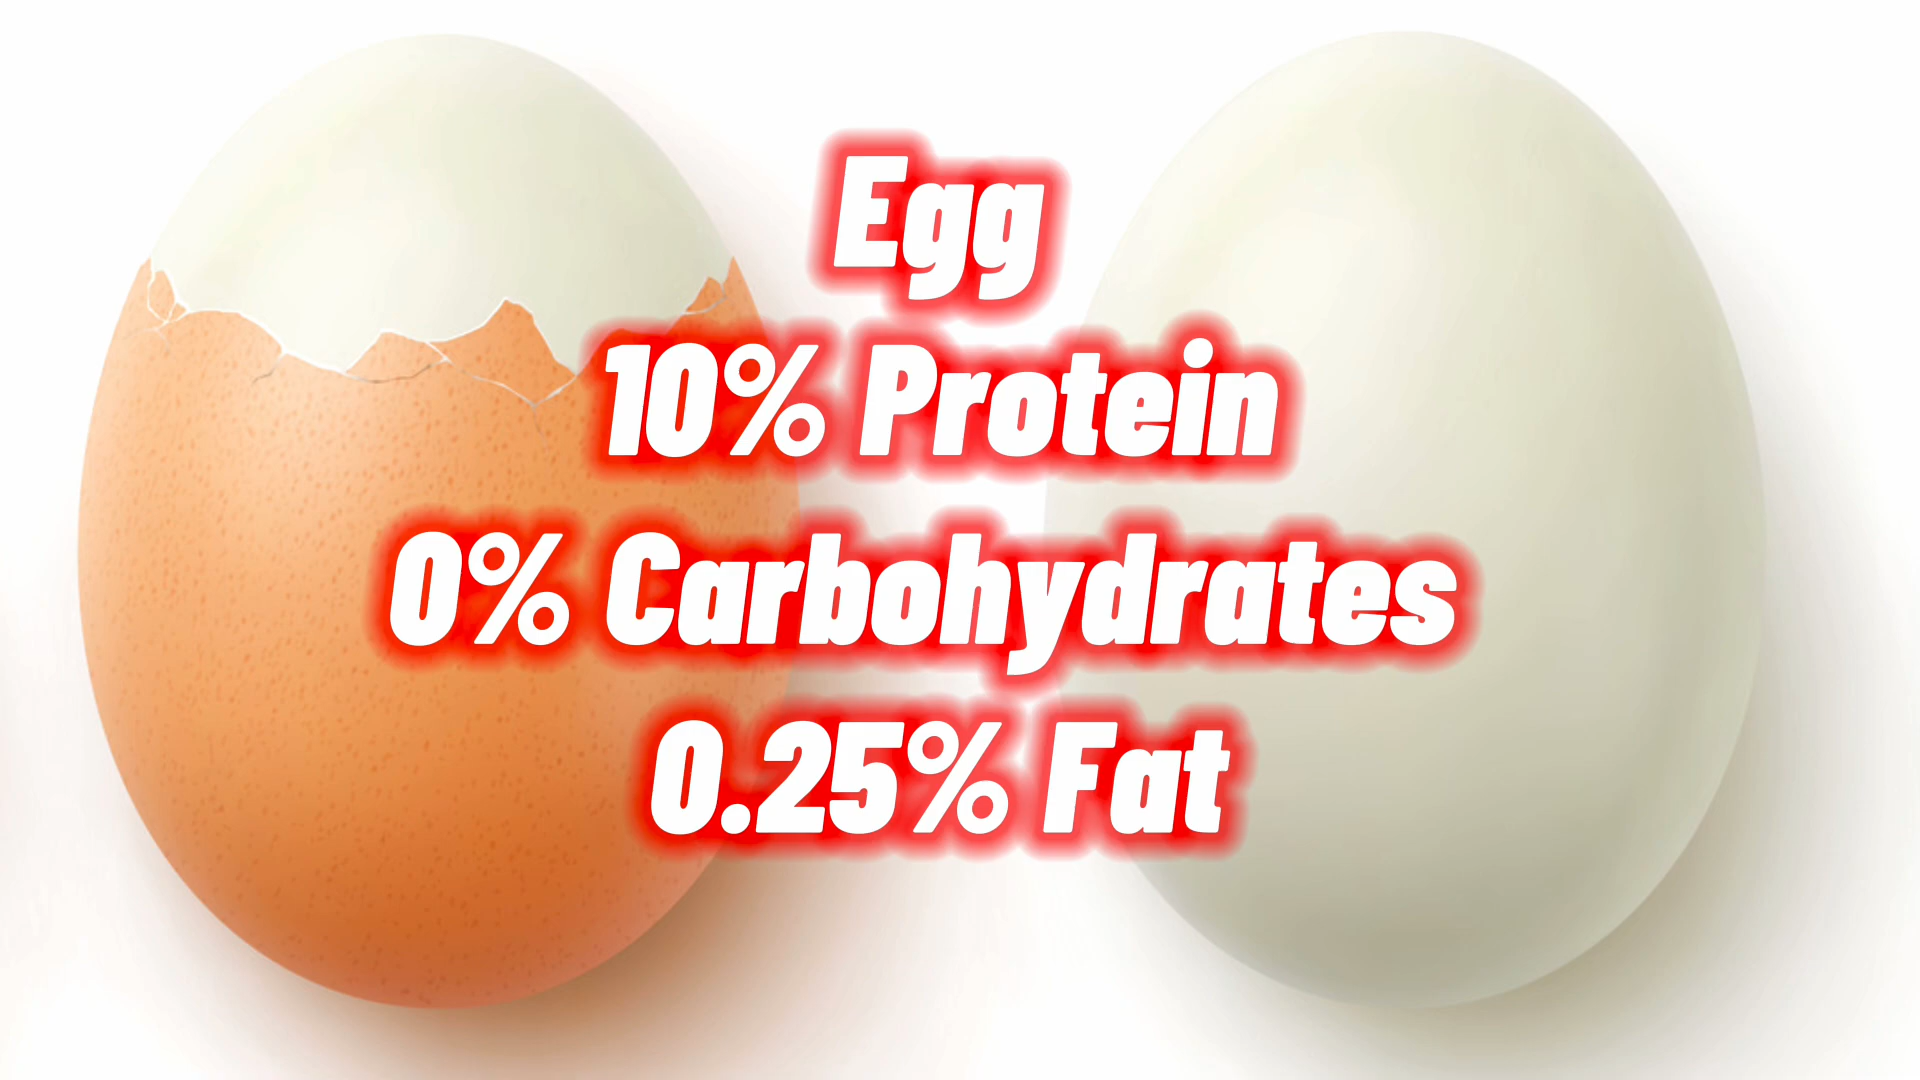 Egg
10% Protein
0% Carbohydrates
0.25% Fat